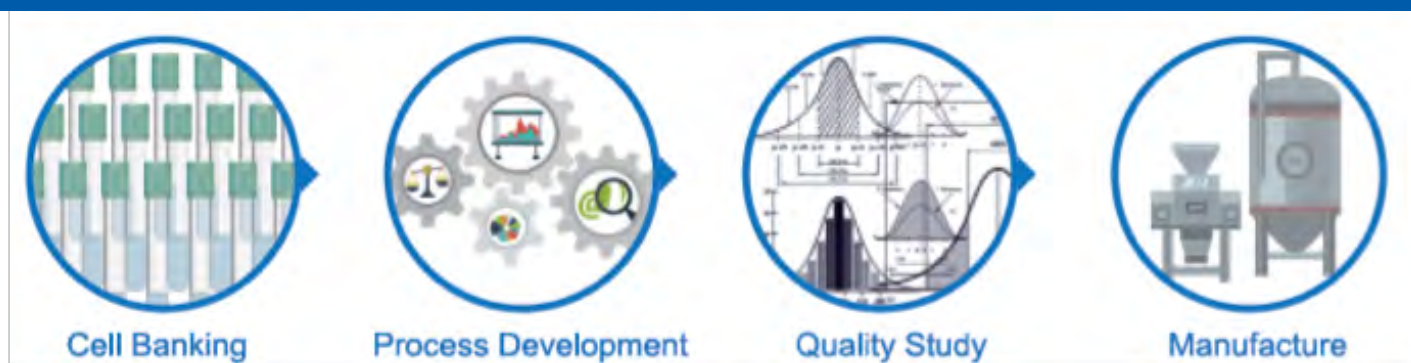 Cell Banking
Process Development
Quality Study
Manufacture